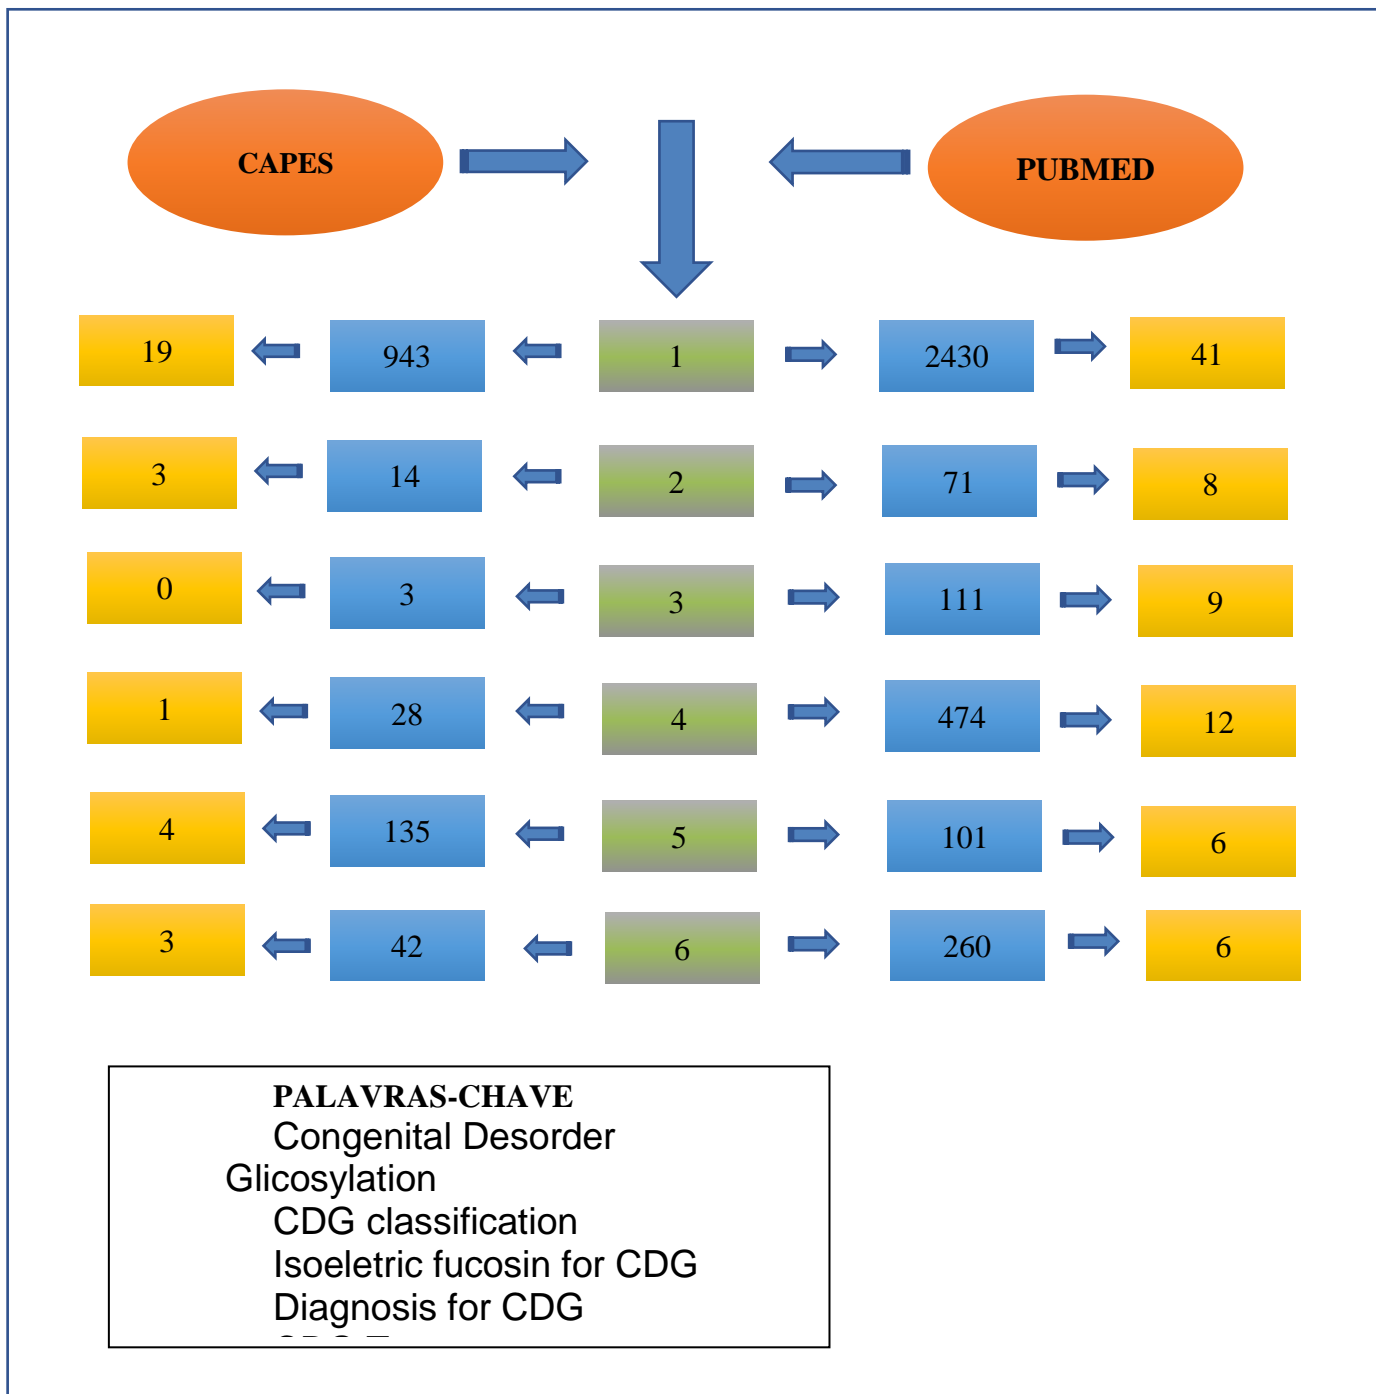 CAPES
PUBMED
19 943 1 2430 41
3 14 2 71 8
0 3 3 111 9
1 28 4 474 12
4 135 5 101 6
3 42 6 260 6
PALAVRAS-CHAVE
Congenital Desorder
Glicosylation
CDG classification
Isoeletric fucosin for CDG
Diagnosis for CDG